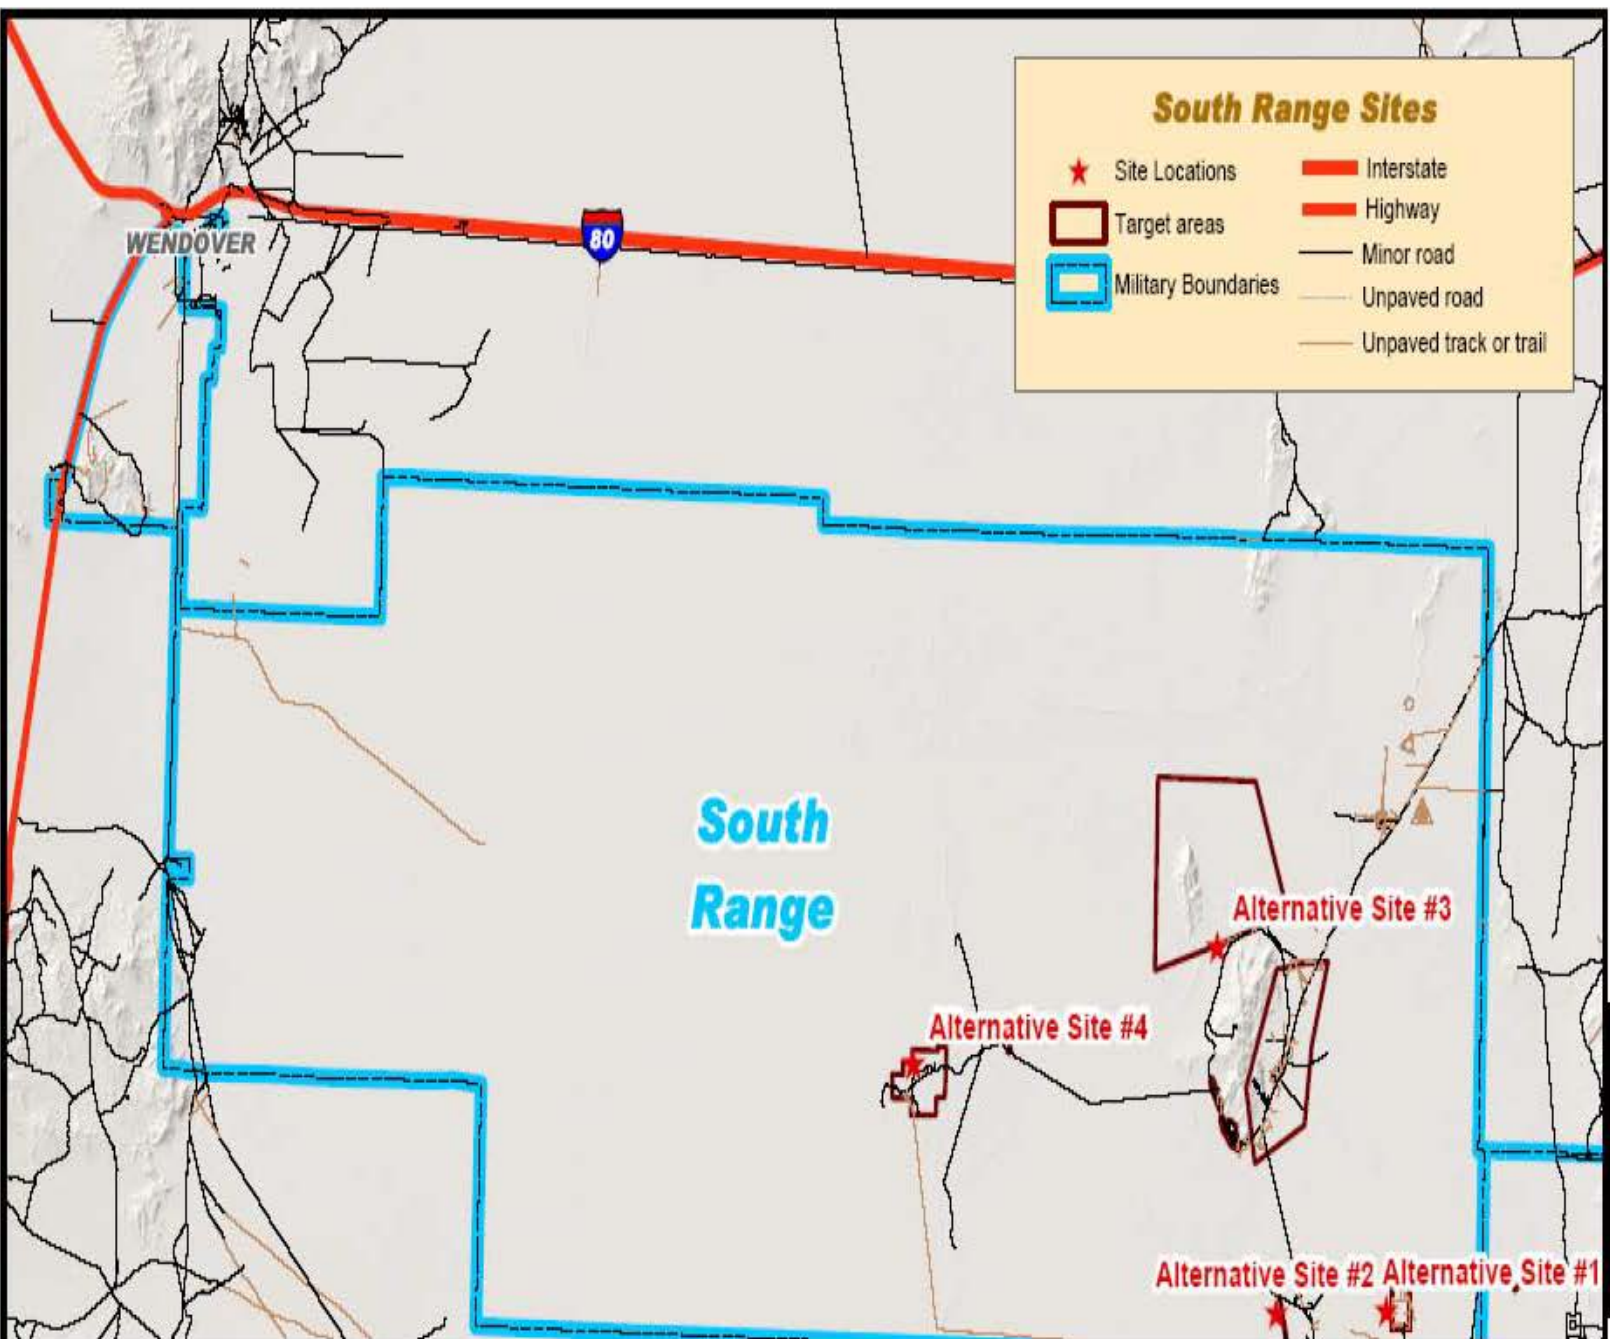 South Range Sites
Site Locations
Target areas
Military Boundaries
Interstate
Highway
Minor road
Unpaved road
Unpaved track or trail
WENDOVER
80
South
Range
Alternative Site #3
Alternative Site #4
Alternative Site #2
Alternative Site #1